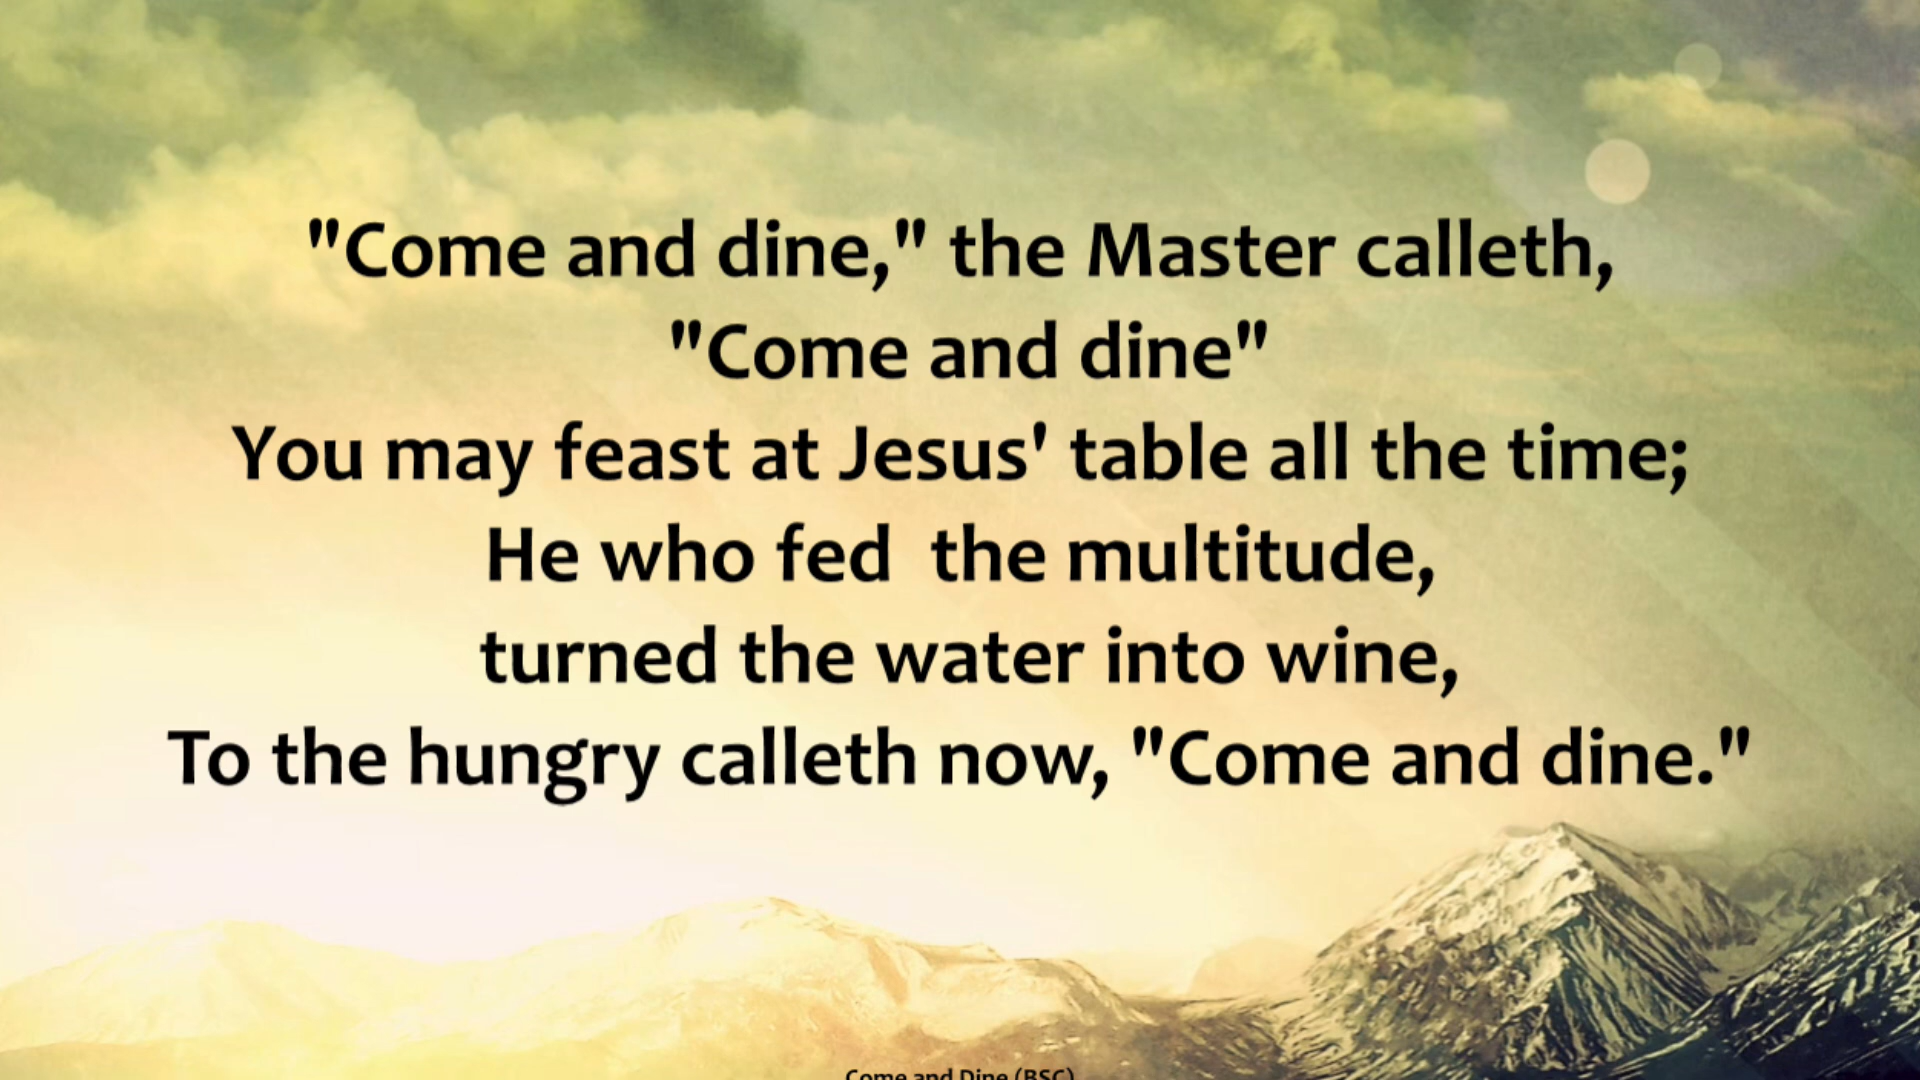 "Come and dine," the Master calleth,
"Come and dine"
You may feast at Jesus' table all the time;
He who fed  the multitude,
turned the water into wine,
To the hungry calleth now, "Come and dine."
Come and Dine (BSC)